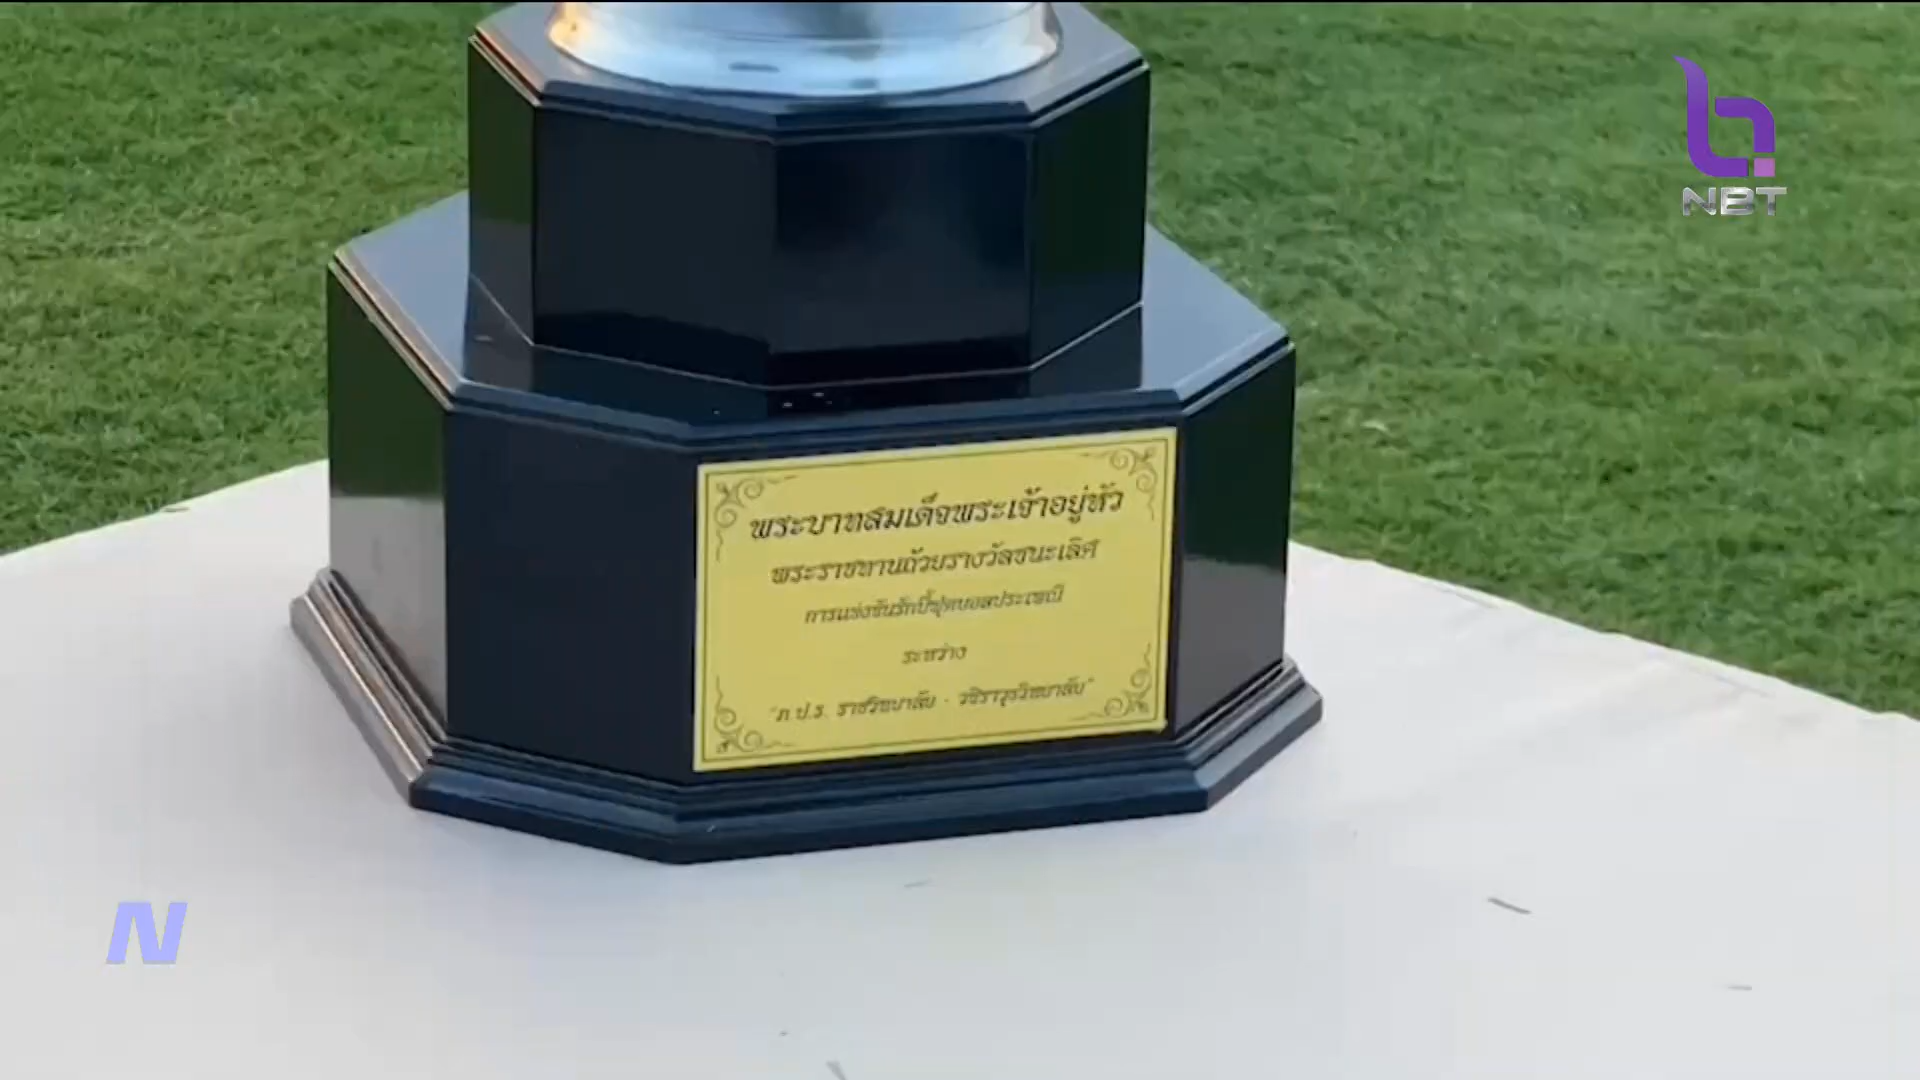 NBT
พระบาทสมเด็จพระเจ้าอยู่หัว
พระราชทานถ้วยรางวัลชนะเลิศ
การแข่งขันรักบี้ฟุตบอลประเพณี
ระหว่าง
"ภ.ป.ร. ราชวิทยาลัย - วชิราวุธวิทยาลัย"
N